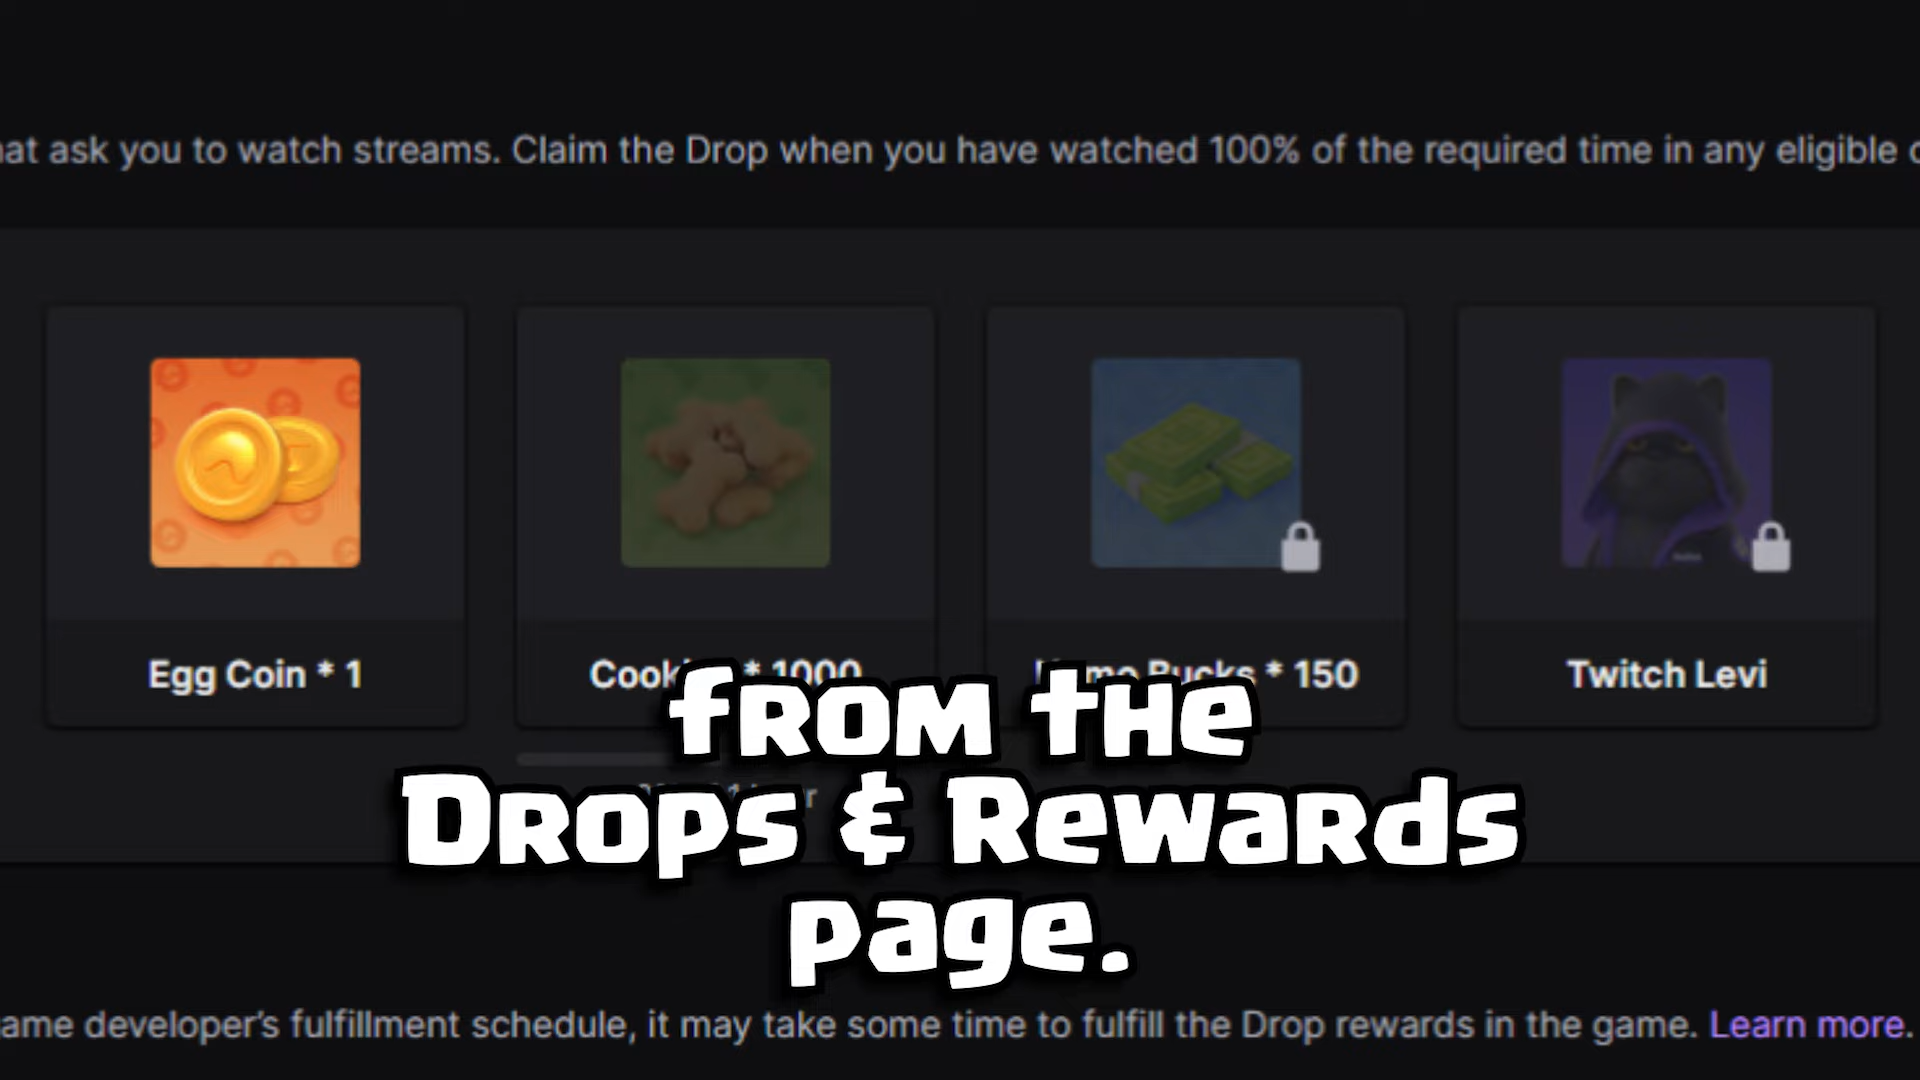 hat ask you to watch streams. Claim the Drop when you have watched 100% of the required time in any eligible
Egg Coin * 1
* 1000
* 150
Twitch Levi
from the
Drops & Rewards
page.
ame developer's fulfillment schedule, it may take some time to fulfill the Drop rewards in the game. Learn more.